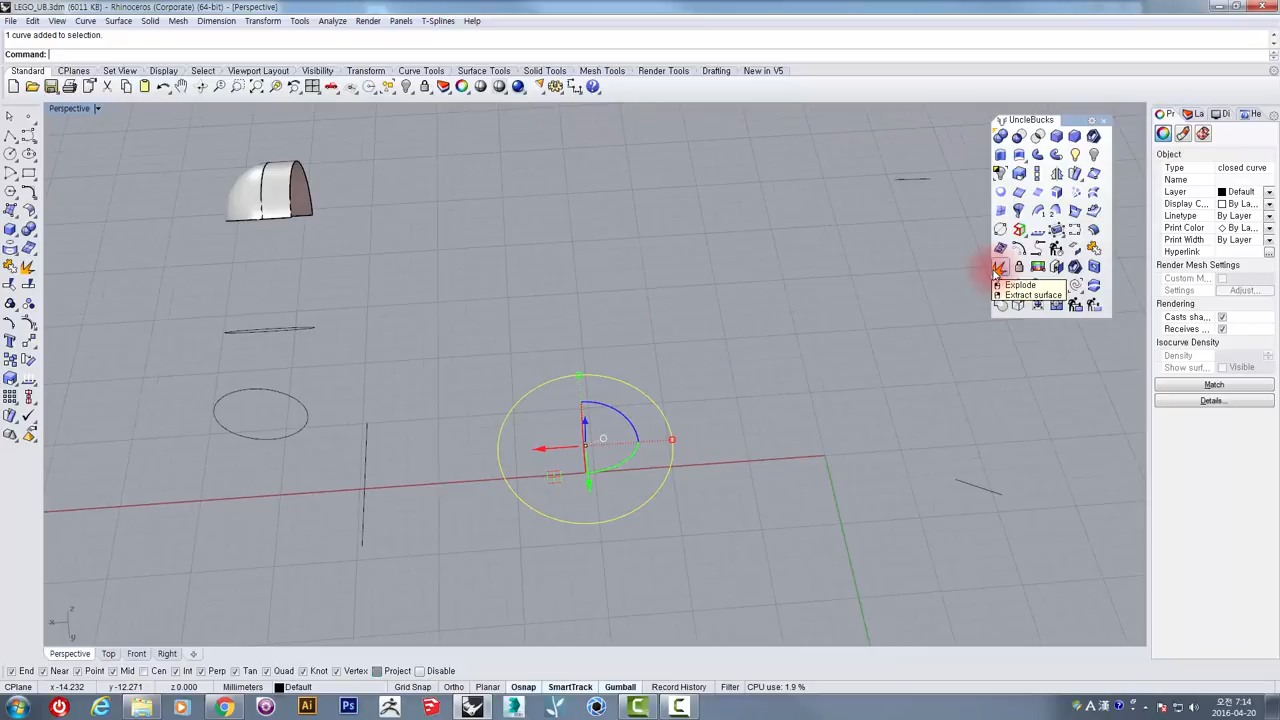 LEGO_UB.3dm (6011 KB) - Rhinoceros (Corporate) (64-bit) - [Perspective]
File Edit View Curve Surface Solid Mesh Dimension Transform Tools Analyze Render Panels T-Splines Help
1 curve added to selection.
Command:
Standard CPlanes Set View Display Select Viewport Layout Visibility Transform Curve Tools Surface Tools Solid Tools Mesh Tools Render Tools Drafting New in V5
Perspective
UncleBucks
Pr La Di He
Object
Type closed curve
Name
Layer Default
Display C... By La...
Linetype By Layer
Print Color By La...
Print Width By Layer
Hyperlink
Render Mesh Settings
Custom M...
Settings Adjust...
Rendering
Casts sha...
Receives ...
Isocurve Density
Density
Show surf... Visible
Match
Details...
Explode
Extract surface
z
x
y
Perspective Top Front Right
End Near Point Mid Cen Int Perp Tan Quad Knot Vertex Project Disable
CPlane x -14.232 y -12.271 z 0.000 Millimeters Default Grid Snap Ortho Planar Osnap SmartTrack Gumball Record History Filter CPU use: 1.9 %
Ai Ps A 漢 오전 7:14
2016-04-20